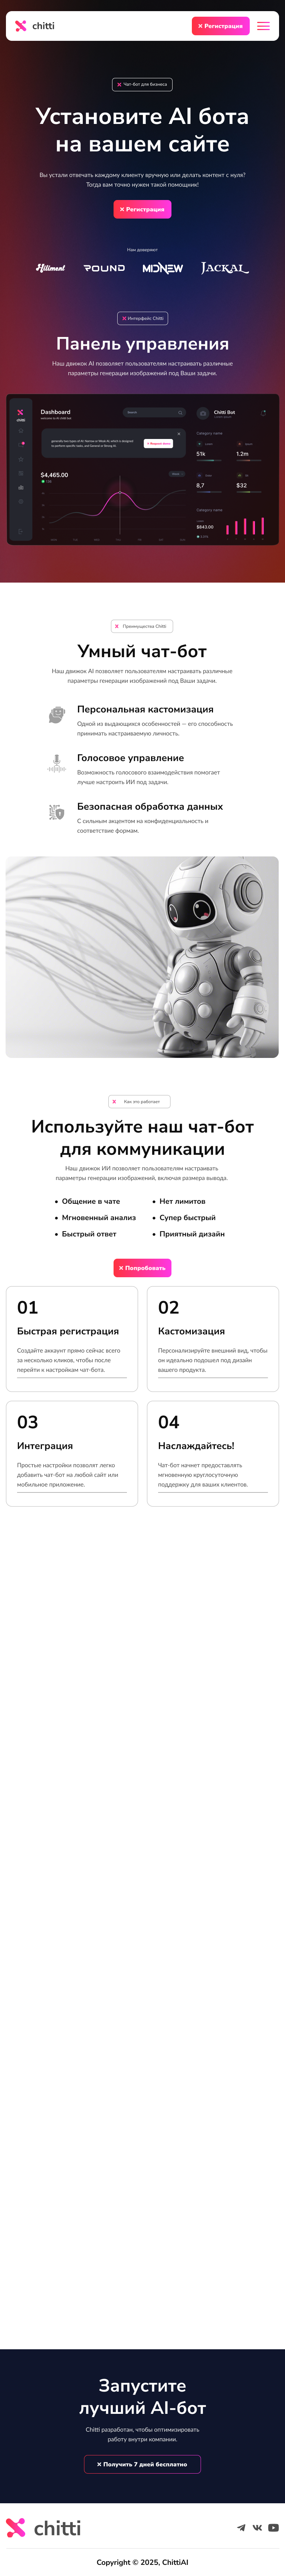 chitti
Регистрация
Чат-бот для бизнеса
Установите AI бота
на вашем сайте
Вы устали отвечать каждому клиенту вручную или делать контент с нуля?
Тогда вам точно нужен такой помощник!
Регистрация
Нам доверяют
Hillment ROUND MIDNEW JACKAL
Интерфейс Chitti
Панель управления
Наш движок AI позволяет пользователям настраивать различные
параметры генерации изображений под Ваши задачи.
Dashboard
Search
Chitti Bot
Category name
$4,465.00
51k 1.2m
8,7 $32
Category name
$843.00
Преимущества Chitti
Умный чат-бот
Наш движок AI позволяет пользователям настраивать различные
параметры генерации изображений под Ваши задачи.
Персональная кастомизация
Одной из выдающихся особенностей — его способность
принимать настраиваемую личность.
Голосовое управление
Возможность голосового взаимодействия помогает
лучше настроить ИИ под задачи.
Безопасная обработка данных
С сильным акцентом на конфиденциальность и
соответствие формам.
Как это работает
Используйте наш чат-бот
для коммуникации
Наш движок ИИ позволяет пользователям настраивать
параметры генерации изображений, включая размера вывода.
• Общение в чате
• Мгновенный анализ
• Быстрый ответ
• Нет лимитов
• Супер быстрый
• Приятный дизайн
Попробовать
01
Быстрая регистрация
Создайте аккаунт прямо сейчас всего
за несколько кликов, чтобы после
перейти к настройкам чат-бота.
02
Кастомизация
Персонализируйте внешний вид, чтобы
он идеально подошел под дизайн
вашего продукта.
03
Интеграция
Простые настройки позволят легко
добавить чат-бот на любой сайт или
мобильное приложение.
04
Наслаждайтесь!
Чат-бот начнет предоставлять
мгновенную круглосуточную
поддержку для ваших клиентов.
Запустите
лучший AI-бот
Chitti разработан, чтобы оптимизировать
работу внутри компании.
Получить 7 дней бесплатно
chitti
Copyright © 2025, ChittiAI